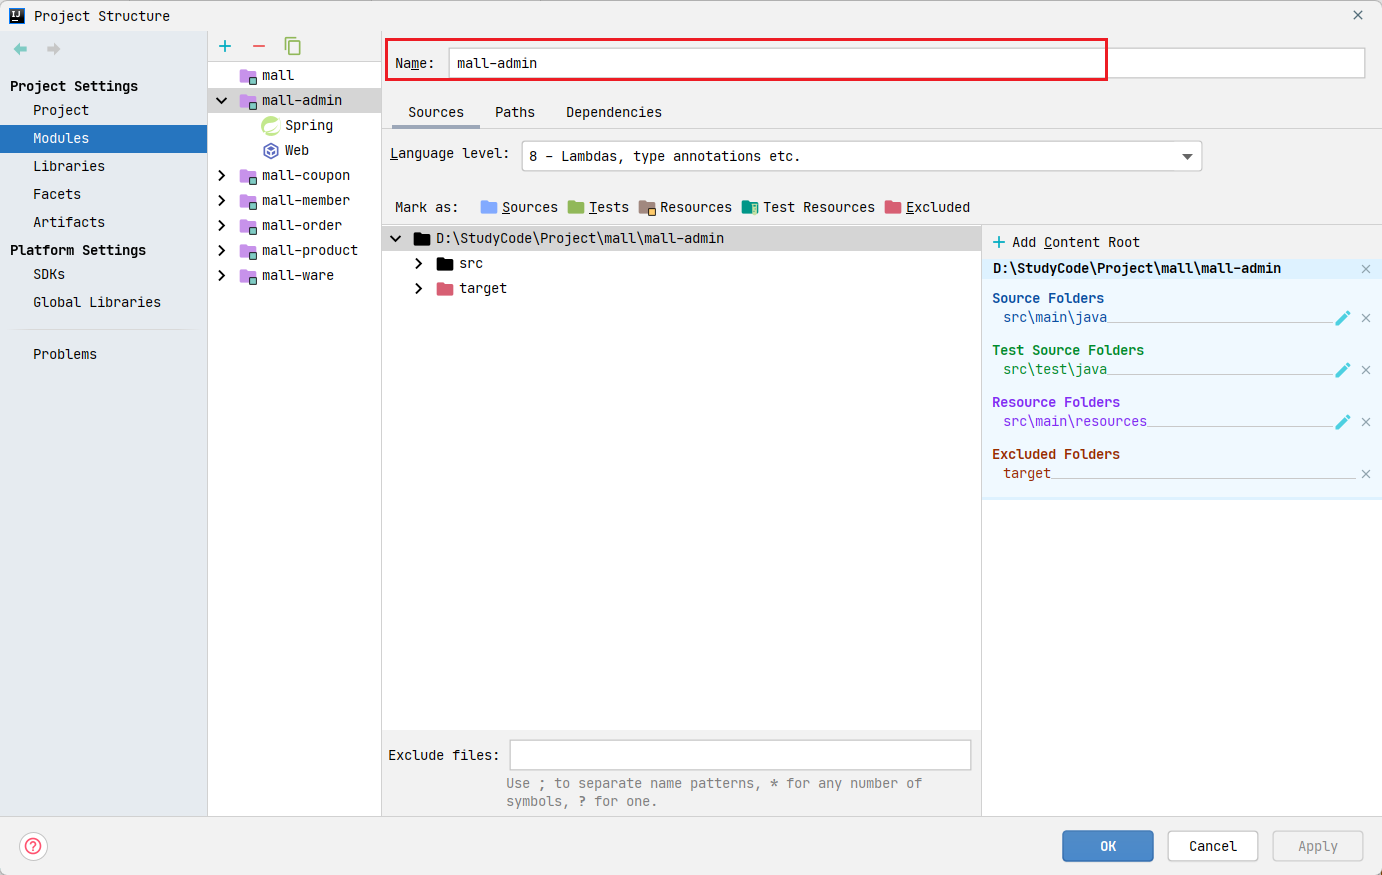 Project Structure
Project Settings
Project
Modules
Libraries
Facets
Artifacts
Platform Settings
SDKs
Global Libraries
Problems
mall
mall-admin
Spring
Web
mall-coupon
mall-member
mall-order
mall-product
mall-ware
Name: mall-admin
Sources Paths Dependencies
Language level: 8 - Lambdas, type annotations etc.
Mark as: Sources Tests Resources Test Resources Excluded
D:\StudyCode\Project\mall\mall-admin
src
target
Exclude files:
Use ; to separate name patterns, * for any number of
symbols, ? for one.
+ Add Content Root
D:\StudyCode\Project\mall\mall-admin
Source Folders
src\main\java
Test Source Folders
src\test\java
Resource Folders
src\main\resources
Excluded Folders
target
OK Cancel Apply